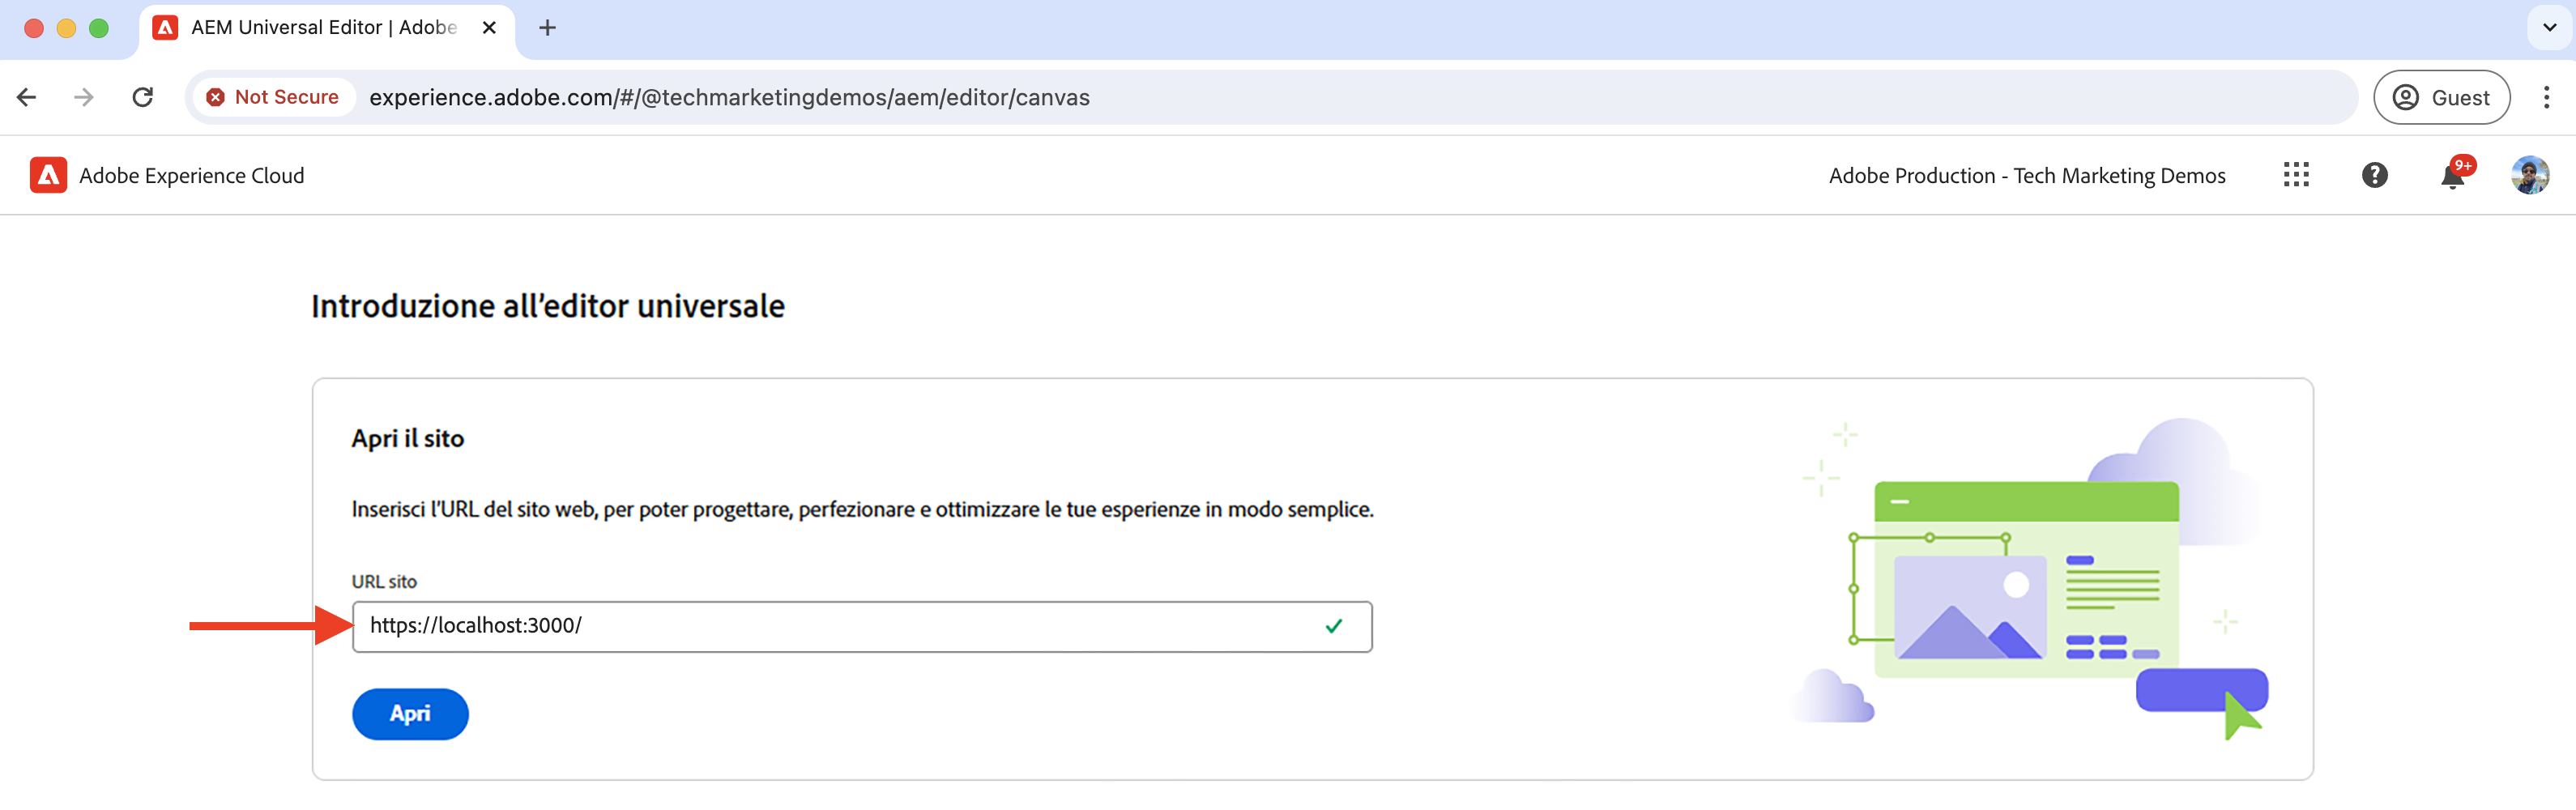 AEM Universal Editor | Adobe
Not Secure experience.adobe.com/#/@techmarketingdemos/aem/editor/canvas Guest
Adobe Experience Cloud Adobe Production - Tech Marketing Demos 9+
Introduzione all’editor universale
Apri il sito
Inserisci l’URL del sito web, per poter progettare, perfezionare e ottimizzare le tue esperienze in modo semplice.
URL sito
https://localhost:3000/
Apri